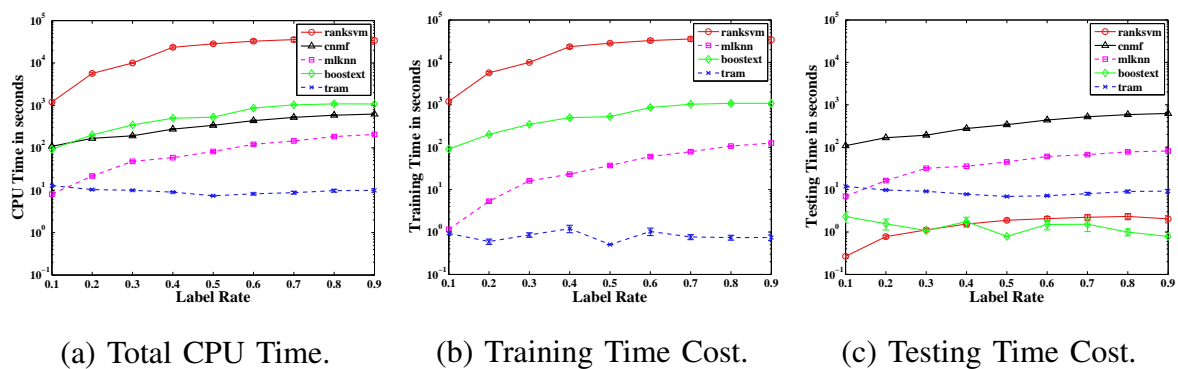 10^5
10^4
10^3
10^2
10^1
10^0
10^-1
CPU Time in seconds
0.1 0.2 0.3 0.4 0.5 0.6 0.7 0.8 0.9
Label Rate
ranksvm
cnmf
mlknn
boostext
tram
(a) Total CPU Time.
10^5
10^4
10^3
10^2
10^1
10^0
10^-1
Training Time in seconds
0.1 0.2 0.3 0.4 0.5 0.6 0.7 0.8 0.9
Label Rate
ranksvm
mlknn
boostext
tram
(b) Training Time Cost.
10^5
10^4
10^3
10^2
10^1
10^0
10^-1
Testing Time in seconds
0.1 0.2 0.3 0.4 0.5 0.6 0.7 0.8 0.9
Label Rate
ranksvm
cnmf
mlknn
boostext
tram
(c) Testing Time Cost.